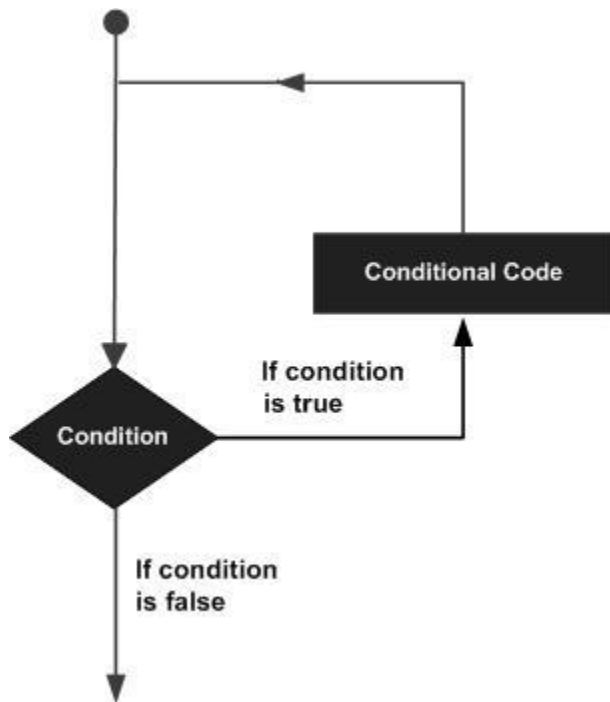 Conditional Code
If condition
is true
Condition
If condition
is false